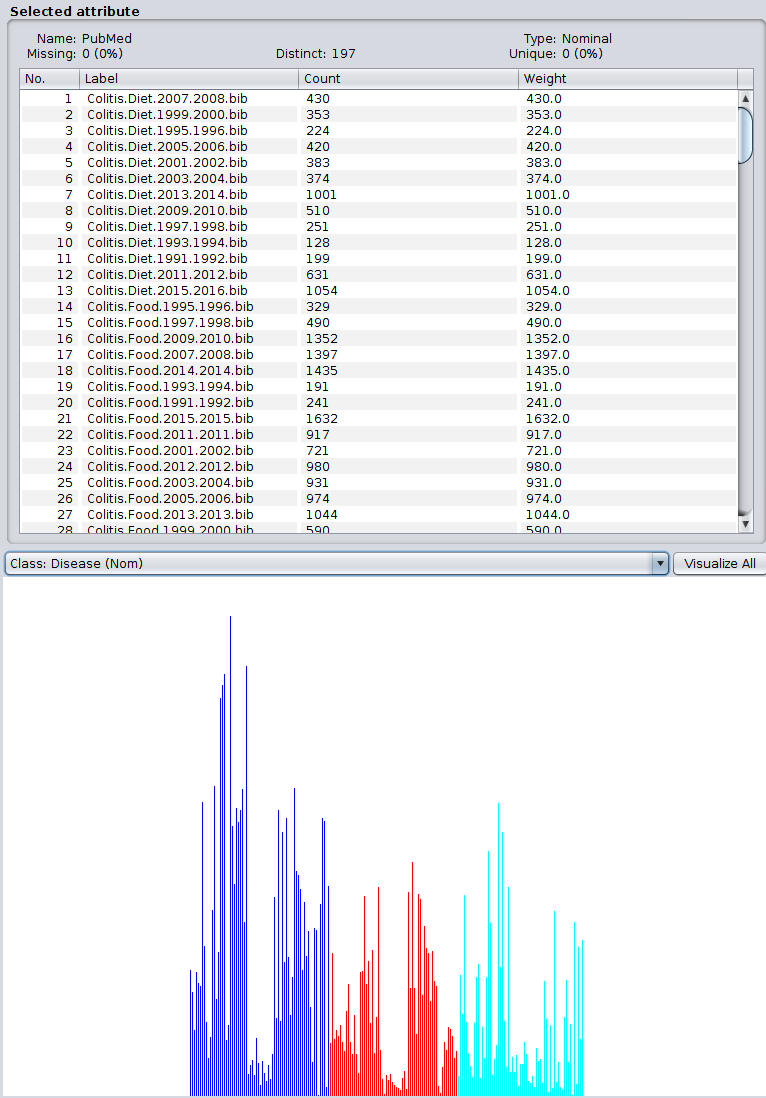 Selected attribute
Name: PubMed Type: Nominal
Missing: 0 (0%) Distinct: 197 Unique: 0 (0%)
No. Label Count Weight
1 Colitis.Diet.2007.2008.bib 430 430.0
2 Colitis.Diet.1999.2000.bib 353 353.0
3 Colitis.Diet.1995.1996.bib 224 224.0
4 Colitis.Diet.2005.2006.bib 420 420.0
5 Colitis.Diet.2001.2002.bib 383 383.0
6 Colitis.Diet.2003.2004.bib 374 374.0
7 Colitis.Diet.2013.2014.bib 1001 1001.0
8 Colitis.Diet.2009.2010.bib 510 510.0
9 Colitis.Diet.1997.1998.bib 251 251.0
10 Colitis.Diet.1993.1994.bib 128 128.0
11 Colitis.Diet.1991.1992.bib 199 199.0
12 Colitis.Diet.2011.2012.bib 631 631.0
13 Colitis.Diet.2015.2016.bib 1054 1054.0
14 Colitis.Food.1995.1996.bib 329 329.0
15 Colitis.Food.1997.1998.bib 490 490.0
16 Colitis.Food.2009.2010.bib 1352 1352.0
17 Colitis.Food.2007.2008.bib 1397 1397.0
18 Colitis.Food.2014.2014.bib 1435 1435.0
19 Colitis.Food.1993.1994.bib 191 191.0
20 Colitis.Food.1991.1992.bib 241 241.0
21 Colitis.Food.2015.2015.bib 1632 1632.0
22 Colitis.Food.2011.2011.bib 917 917.0
23 Colitis.Food.2001.2002.bib 721 721.0
24 Colitis.Food.2012.2012.bib 980 980.0
25 Colitis.Food.2003.2004.bib 931 931.0
26 Colitis.Food.2005.2006.bib 974 974.0
27 Colitis.Food.2013.2013.bib 1044 1044.0
28 Colitis.Food.1999.2000.bib 590 590.0
Class: Disease (Nom) Visualize All